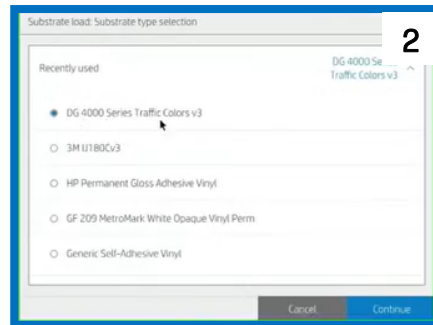 Substrate load: Substrate type selection
2
Recently used
DG 4000 Se
Traffic Colors v3
DG 4000 Series Traffic Colors v3
3M IJ180Cv3
HP Permanent Gloss Adhesive Vinyl
GF 209 MetroMark White Opaque Vinyl Perm
Generic Self-Adhesive Vinyl
Cancel
Continue